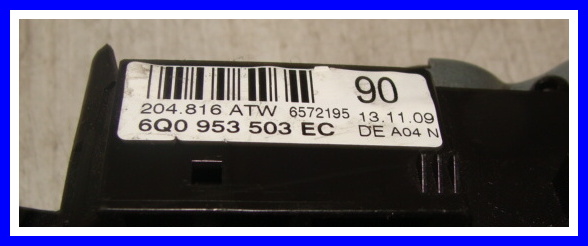 90
204.816 ATW 6572195 13.11.09
6Q0 953 503 EC DE A04 N